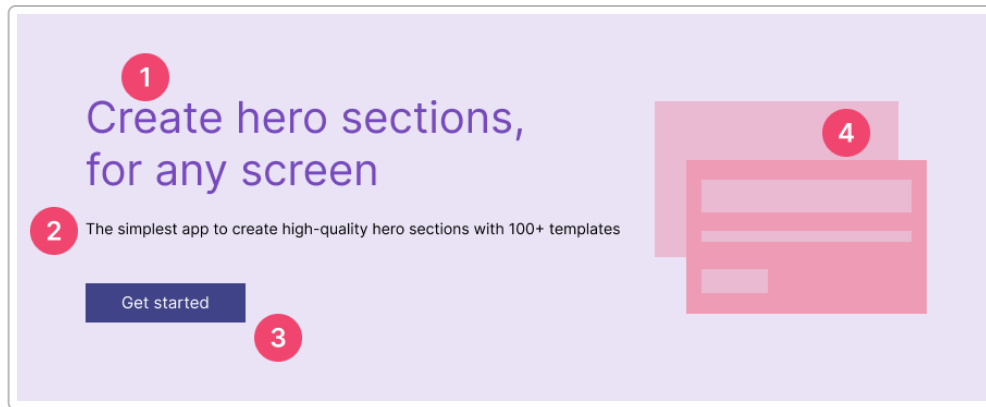 1
Create hero sections,
for any screen
4
2
The simplest app to create high-quality hero sections with 100+ templates
Get started
3